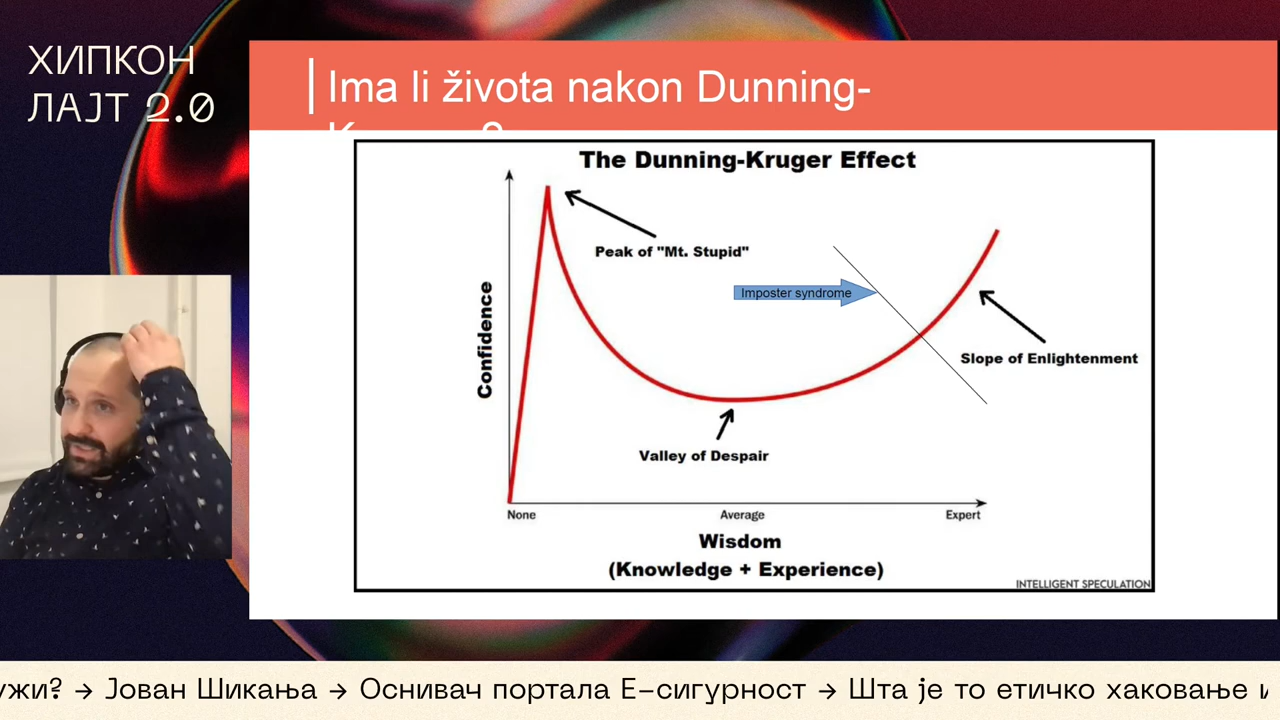 ХИПКОН
ЛАЈТ 2.0
Ima li života nakon Dunning-
The Dunning-Kruger Effect
Peak of "Mt. Stupid"
Imposter syndrome
Confidence
Slope of Enlightenment
Valley of Despair
None
Average
Expert
Wisdom
(Knowledge + Experience)
INTELLIGENT SPECULATION
→ Јован Шикања → Оснивач портала Е-сигурност → Шта је то етичко хаковање